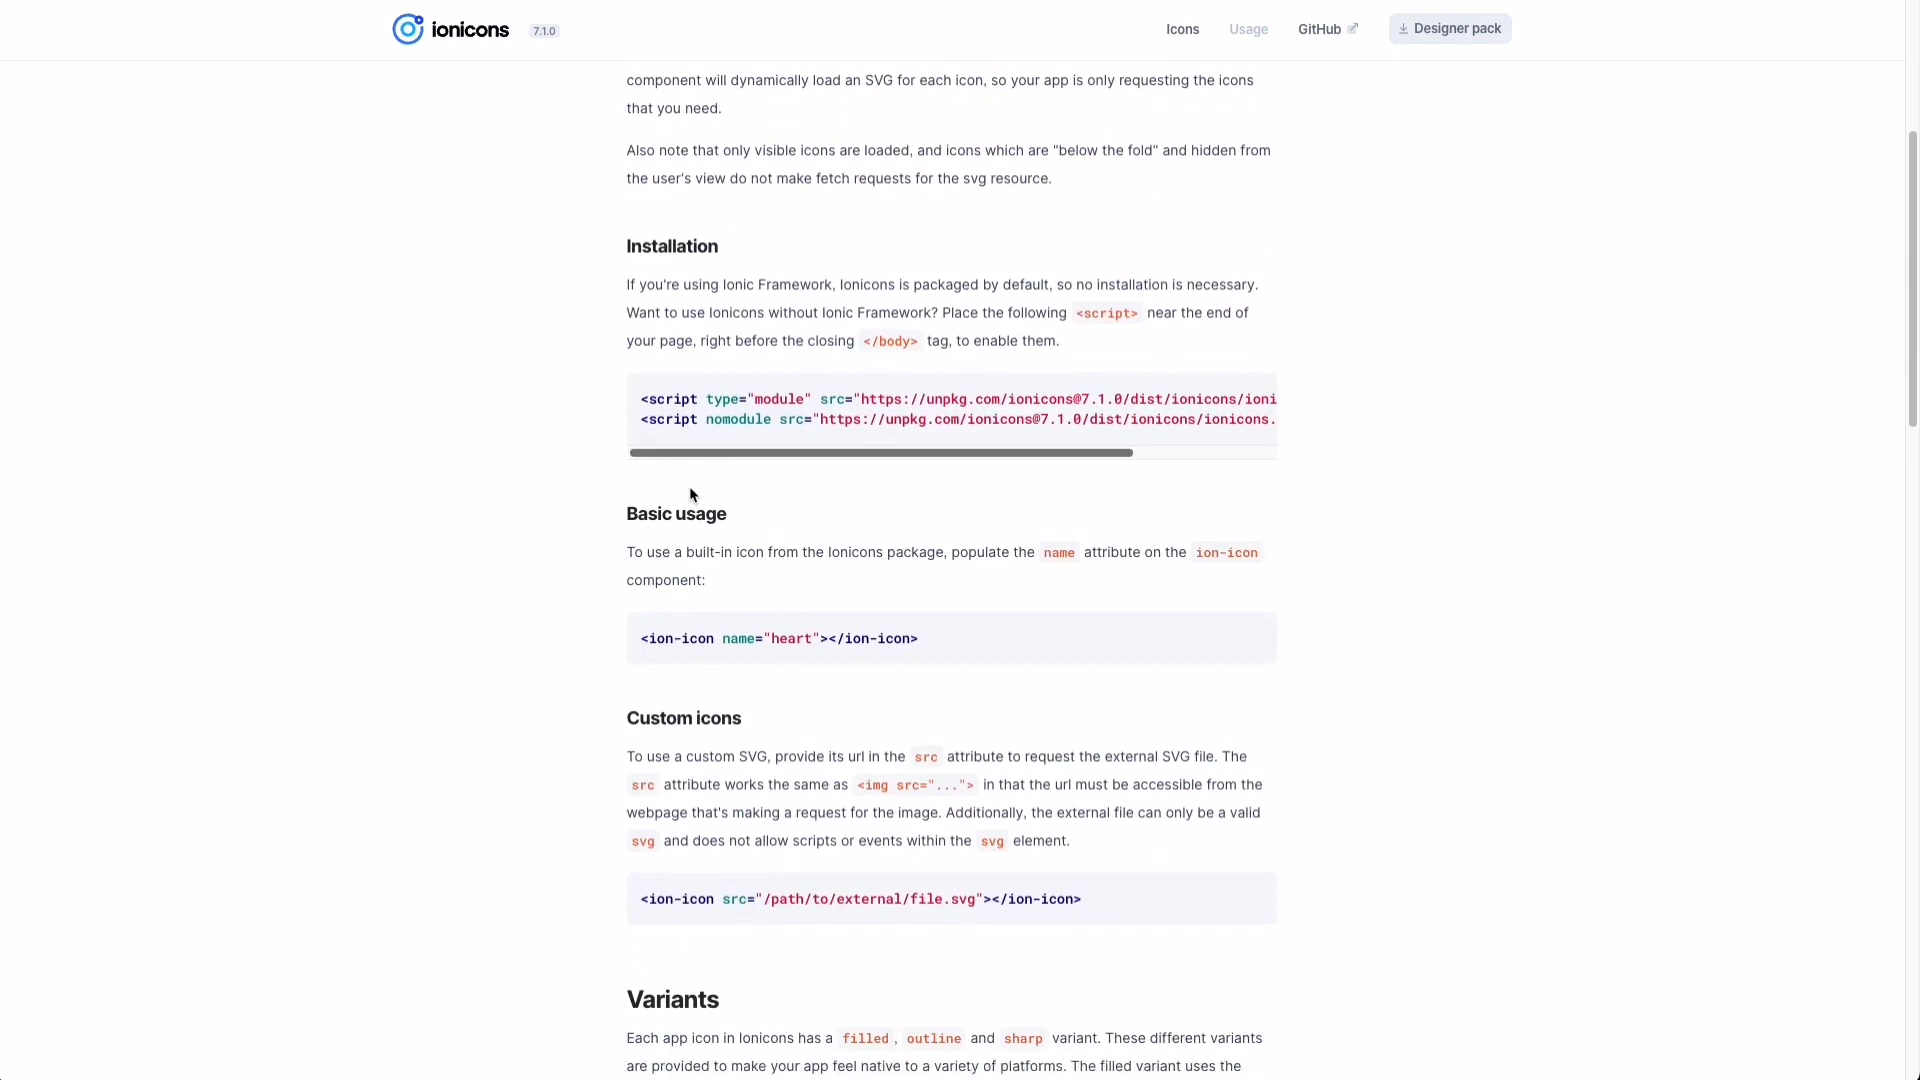 ionicons 7.1.0 Icons Usage GitHub Designer pack
component will dynamically load an SVG for each icon, so your app is only requesting the icons
that you need.
Also note that only visible icons are loaded, and icons which are "below the fold" and hidden from
the user's view do not make fetch requests for the svg resource.
Installation
If you're using Ionic Framework, Ionicons is packaged by default, so no installation is necessary.
Want to use Ionicons without Ionic Framework? Place the following <script> near the end of
your page, right before the closing </body> tag, to enable them.
<script type="module" src="https://unpkg.com/ionicons@7.1.0/dist/ionicons/ioni
<script nomodule src="https://unpkg.com/ionicons@7.1.0/dist/ionicons/ionicons.
Basic usage
To use a built-in icon from the Ionicons package, populate the name attribute on the ion-icon
component:
<ion-icon name="heart"></ion-icon>
Custom icons
To use a custom SVG, provide its url in the src attribute to request the external SVG file. The
src attribute works the same as <img src="..."> in that the url must be accessible from the
webpage that's making a request for the image. Additionally, the external file can only be a valid
svg and does not allow scripts or events within the svg element.
<ion-icon src="/path/to/external/file.svg"></ion-icon>
Variants
Each app icon in Ionicons has a filled, outline and sharp variant. These different variants
are provided to make your app feel native to a variety of platforms. The filled variant uses the